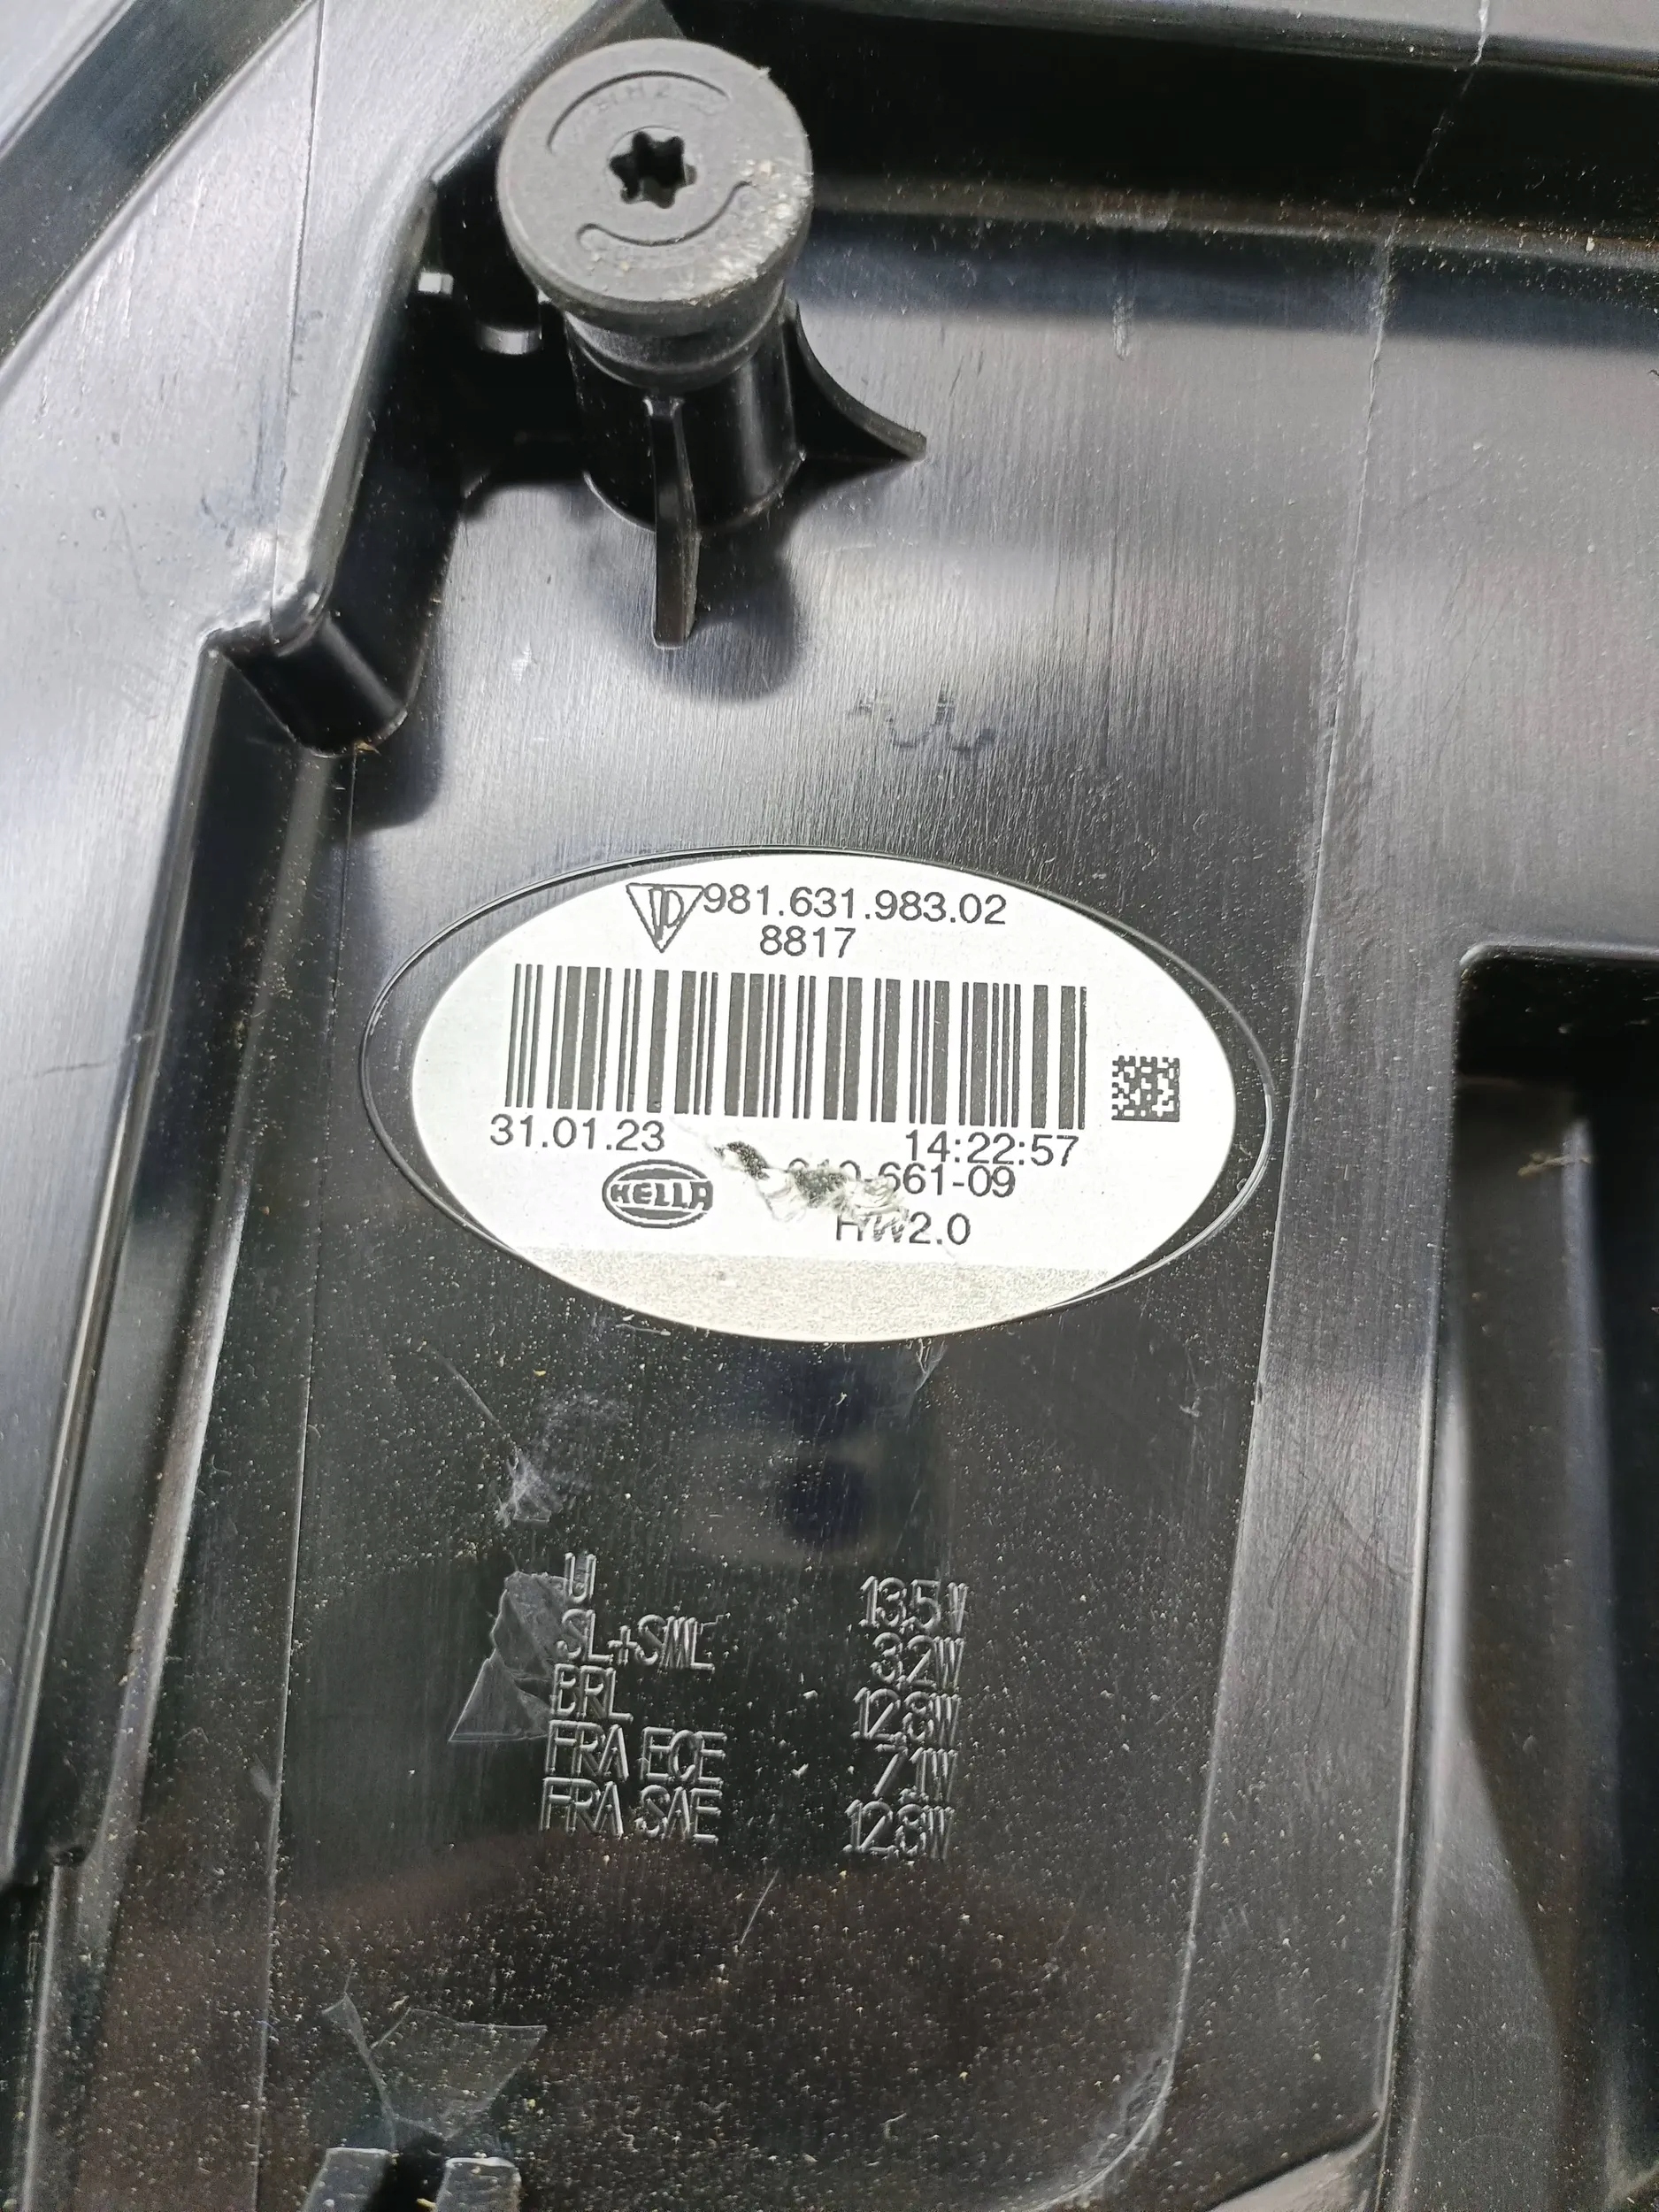 981.631.983.02
8817
31.01.23 14:22:57
HELLA 661-09
HW2.0
U 13.5V
SL+SML 3.2W
BRL 12.8W
FRA ECE 7.1W
FRA SAE 12.8W